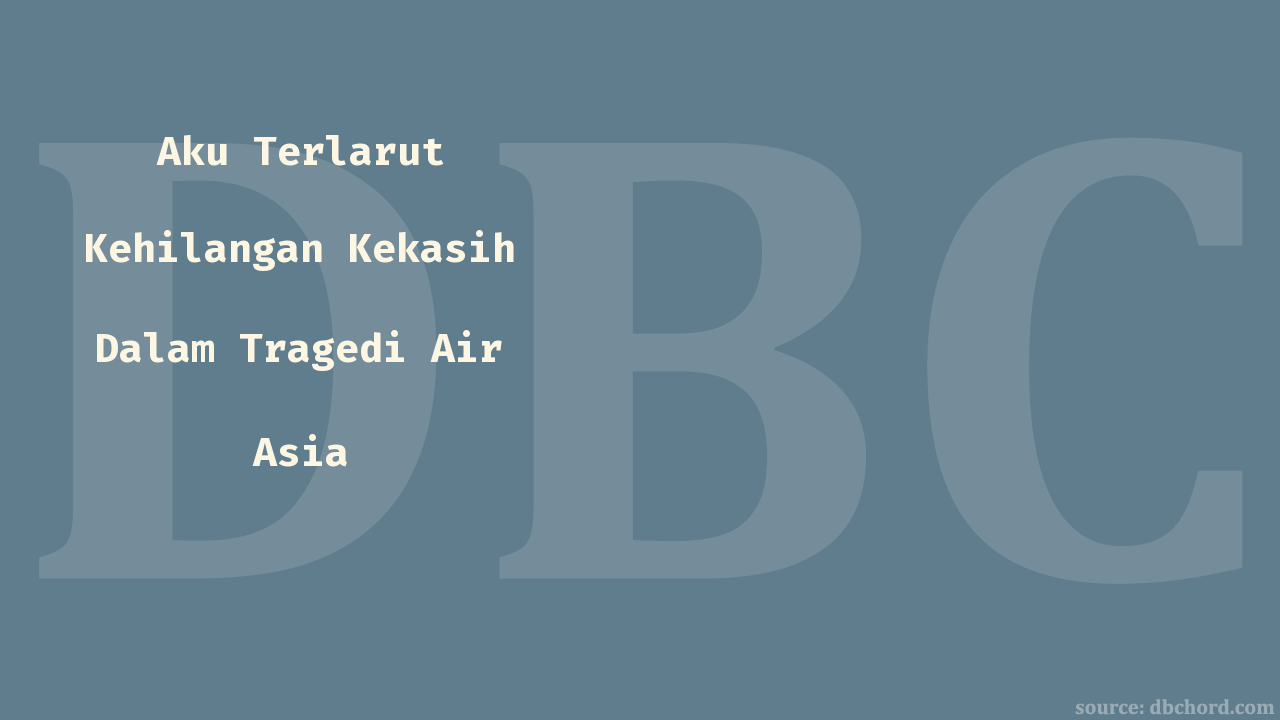 Aku Terlarut
Kehilangan Kekasih
Dalam Tragedi Air
Asia
DBC
source: dbchord.com